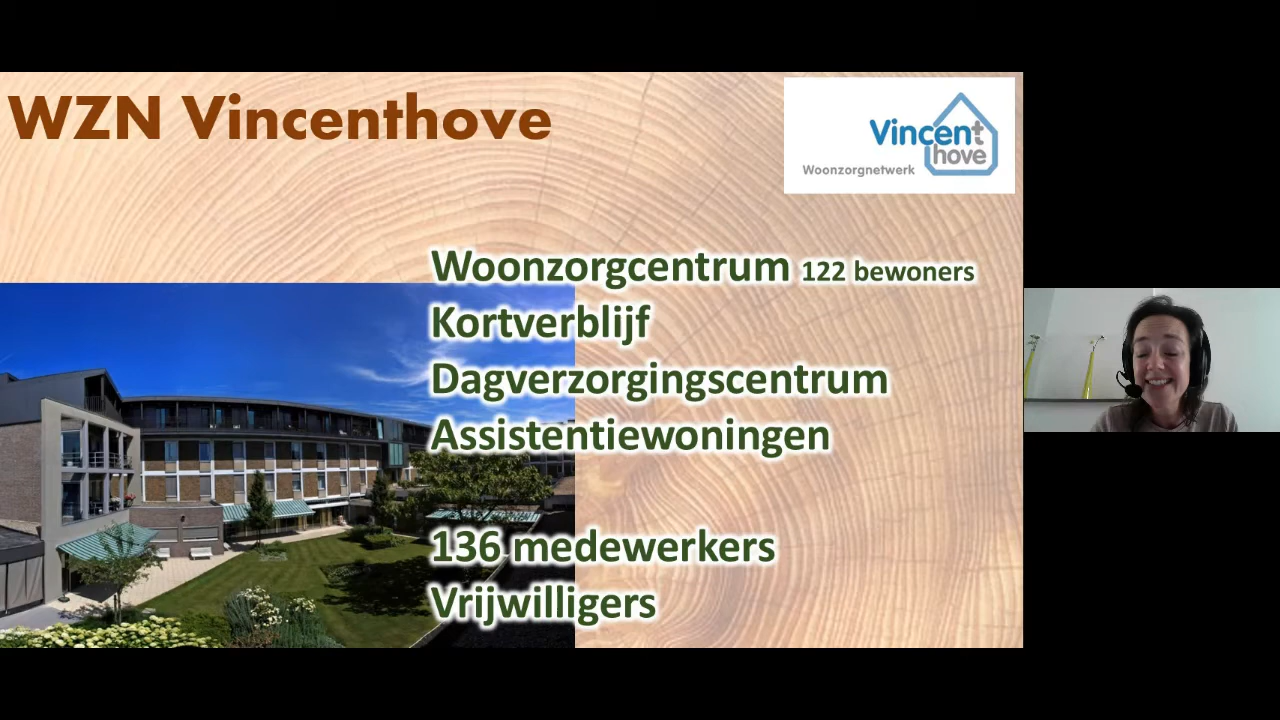 WZN Vincenthove
Vincent
hove
Woonzorgnetwerk
Woonzorgcentrum 122 bewoners
Kortverblijf
Dagverzorgingscentrum
Assistentiewoningen
136 medewerkers
Vrijwilligers